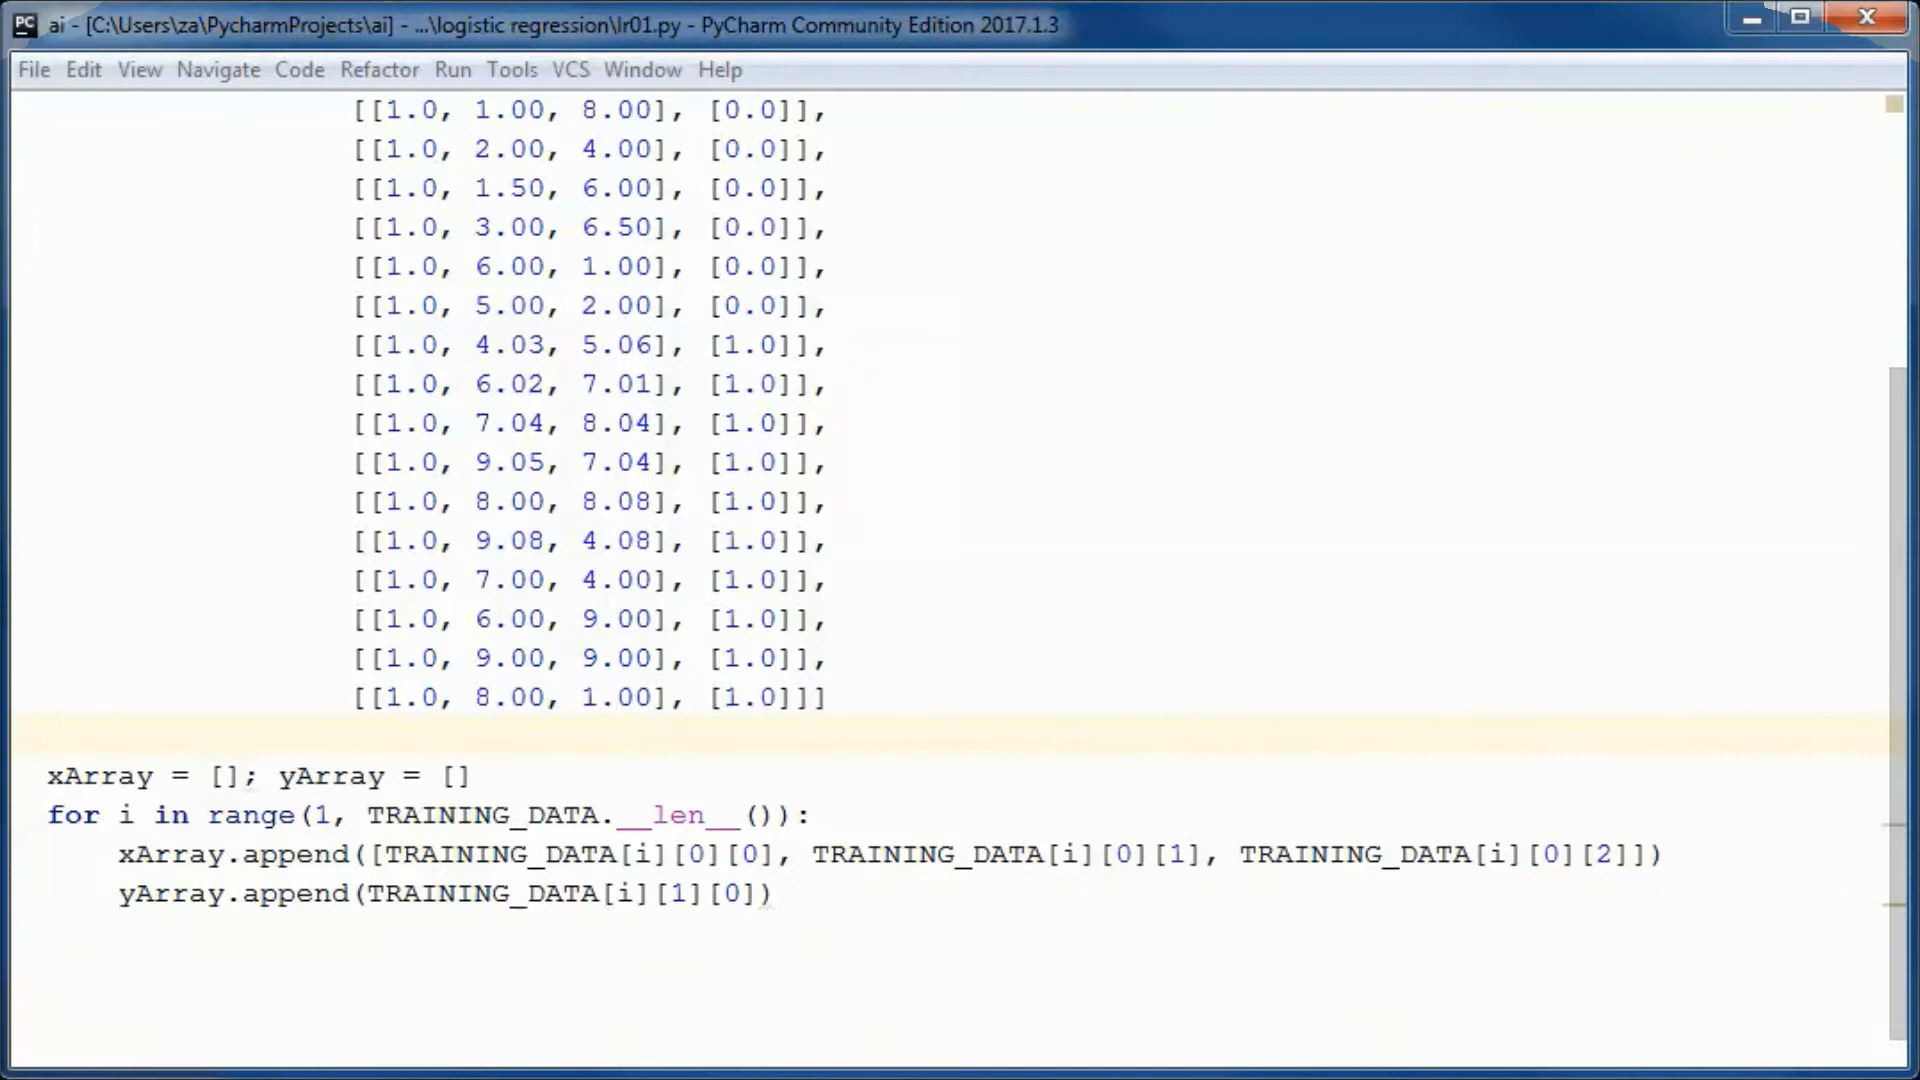 PC ai - [C:\Users\za\PycharmProjects\ai] - ...\logistic regression\lr01.py - PyCharm Community Edition 2017.1.3
File Edit View Navigate Code Refactor Run Tools VCS Window Help
[[1.0, 1.00, 8.00], [0.0]],
[[1.0, 2.00, 4.00], [0.0]],
[[1.0, 1.50, 6.00], [0.0]],
[[1.0, 3.00, 6.50], [0.0]],
[[1.0, 6.00, 1.00], [0.0]],
[[1.0, 5.00, 2.00], [0.0]],
[[1.0, 4.03, 5.06], [1.0]],
[[1.0, 6.02, 7.01], [1.0]],
[[1.0, 7.04, 8.04], [1.0]],
[[1.0, 9.05, 7.04], [1.0]],
[[1.0, 8.00, 8.08], [1.0]],
[[1.0, 9.08, 4.08], [1.0]],
[[1.0, 7.00, 4.00], [1.0]],
[[1.0, 6.00, 9.00], [1.0]],
[[1.0, 9.00, 9.00], [1.0]],
[[1.0, 8.00, 1.00], [1.0]]]
xArray = []; yArray = []
for i in range(1, TRAINING_DATA.__len__()):
    xArray.append([TRAINING_DATA[i][0][0], TRAINING_DATA[i][0][1], TRAINING_DATA[i][0][2]])
    yArray.append(TRAINING_DATA[i][1][0])